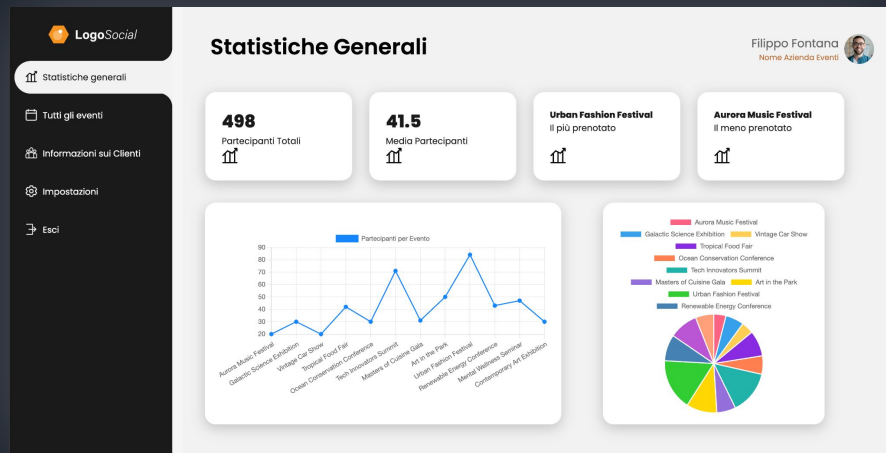 LogoSocial
Statistiche generali
Tutti gli eventi
Informazioni sui Clienti
Impostazioni
Esci
Statistiche Generali
Filippo Fontana
Nome Azienda Eventi
498
Partecipanti Totali
41.5
Media Partecipanti
Urban Fashion Festival
Il più prenotato
Aurora Music Festival
Il meno prenotato
Partecipanti per Evento
90
80
70
60
50
40
30
20
Aurora Music Festival
Galactic Science Exhibition
Vintage Car Show
Tropical Food Fair
Ocean Conservation Conference
Tech Innovators Summit
Masters of Cuisine Gala
Art in the Park
Urban Fashion Festival
Renewable Energy Conference
Mental Wellness Seminar
Contemporary Art Exhibition
Aurora Music Festival
Galactic Science Exhibition Vintage Car Show
Tropical Food Fair
Ocean Conservation Conference
Tech Innovators Summit
Masters of Cuisine Gala Art in the Park
Urban Fashion Festival
Renewable Energy Conference